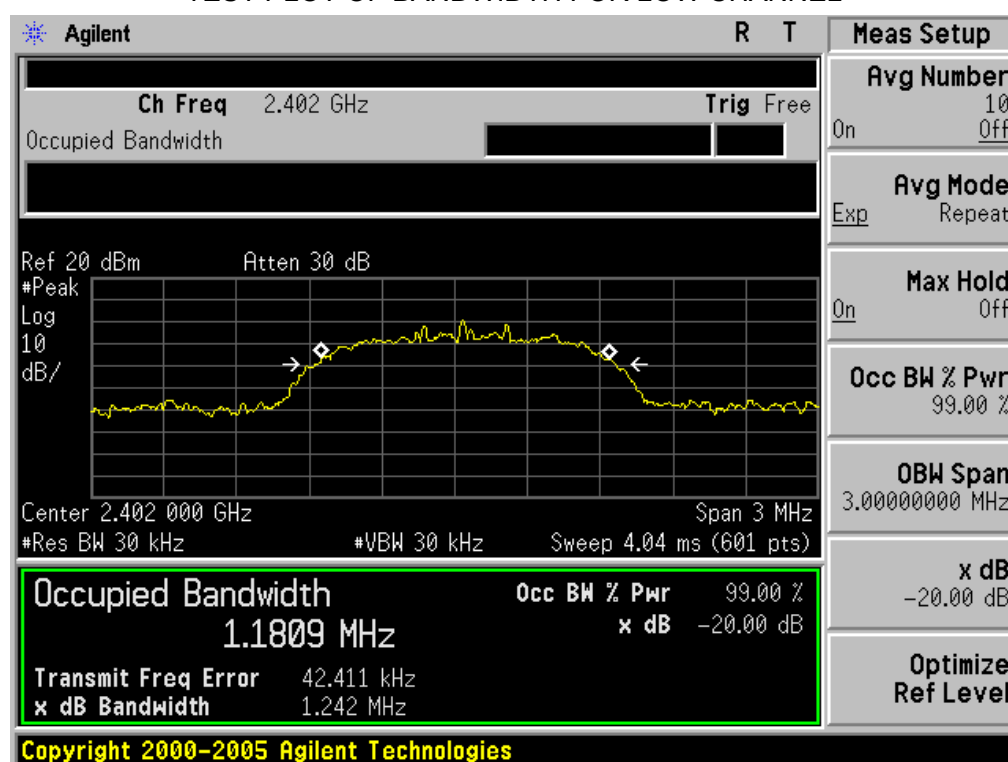 Agilent R T
Ch Freq 2.402 GHz Trig Free
Occupied Bandwidth
Ref 20 dBm Atten 30 dB
#Peak
Log
10
dB/
Center 2.402 000 GHz Span 3 MHz
#Res BW 30 kHz #VBW 30 kHz Sweep 4.04 ms (601 pts)
Occupied Bandwidth
1.1809 MHz
Occ BW % Pwr 99.00 %
x dB -20.00 dB
Transmit Freq Error 42.411 kHz
x dB Bandwidth 1.242 MHz
Copyright 2000-2005 Agilent Technologies
Meas Setup
Avg Number
10
On Off
Avg Mode
Exp Repeat
Max Hold
On Off
Occ BW % Pwr
99.00 %
OBW Span
3.00000000 MHz
x dB
-20.00 dB
Optimize
Ref Level